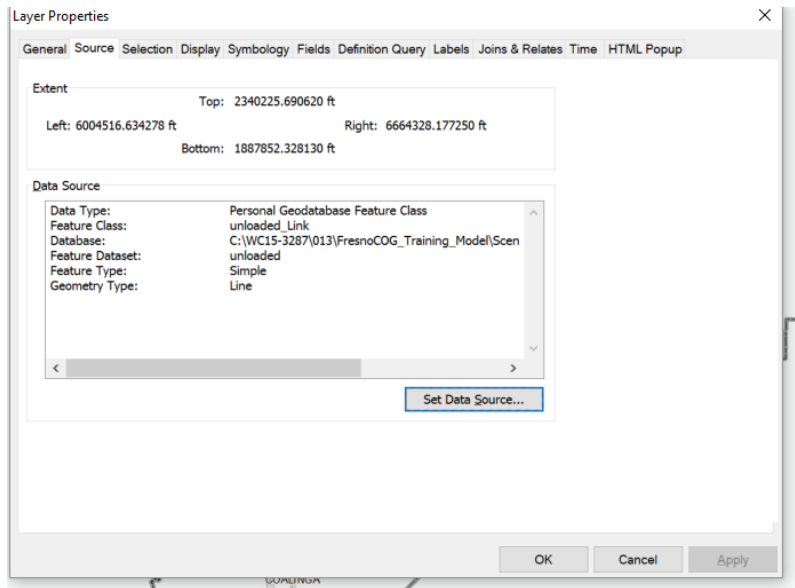 Layer Properties
General Source Selection Display Symbology Fields Definition Query Labels Joins & Relates Time HTML Popup
Extent
Top: 2340225.690620 ft
Left: 6004516.634278 ft Right: 6664328.177250 ft
Bottom: 1887852.328130 ft
Data Source
Data Type: Personal Geodatabase Feature Class
Feature Class: unloaded_Link
Database: C:\WC15-3287\013\FresnoCOG_Training_Model\Scen
Feature Dataset: unloaded
Feature Type: Simple
Geometry Type: Line
Set Data Source...
OK Cancel Apply
COALINGA